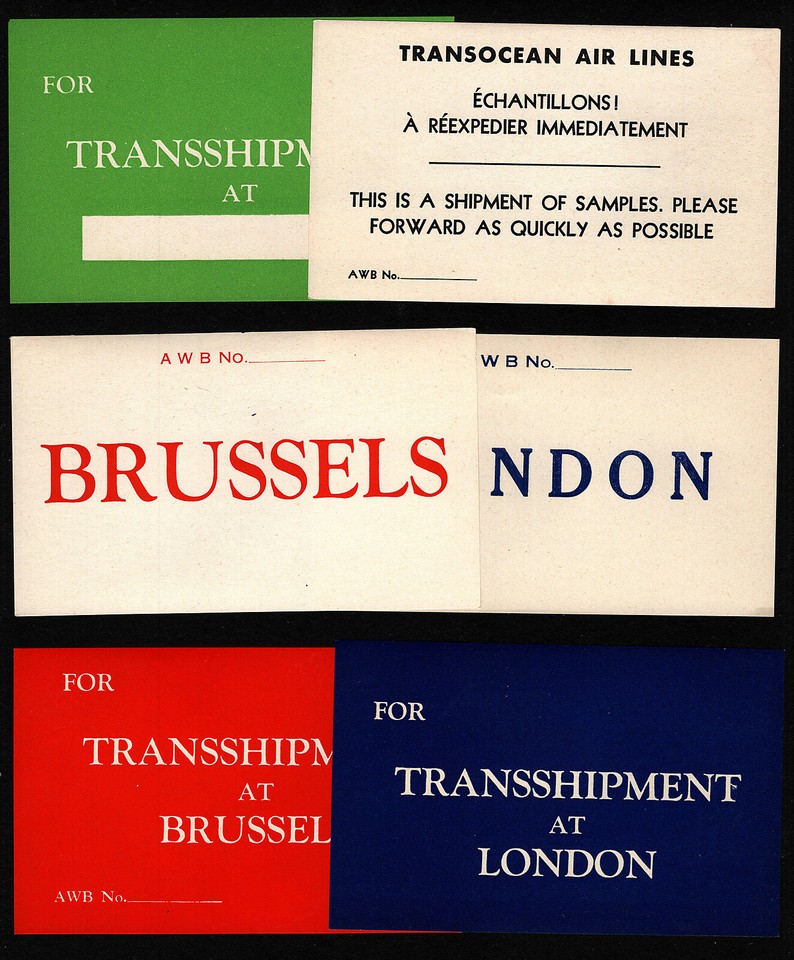 FOR
TRANSSHIPM
AT
TRANSOCEAN AIR LINES
ÉCHANTILLONS!
À RÉEXPEDIER IMMEDIATEMENT
THIS IS A SHIPMENT OF SAMPLES. PLEASE
FORWARD AS QUICKLY AS POSSIBLE
AWB No.
A W B No.
BRUSSELS
W B No.
NDON
FOR
TRANSSHIPM
AT
BRUSSEL
AWB No.
FOR
TRANSSHIPMENT
AT
LONDON